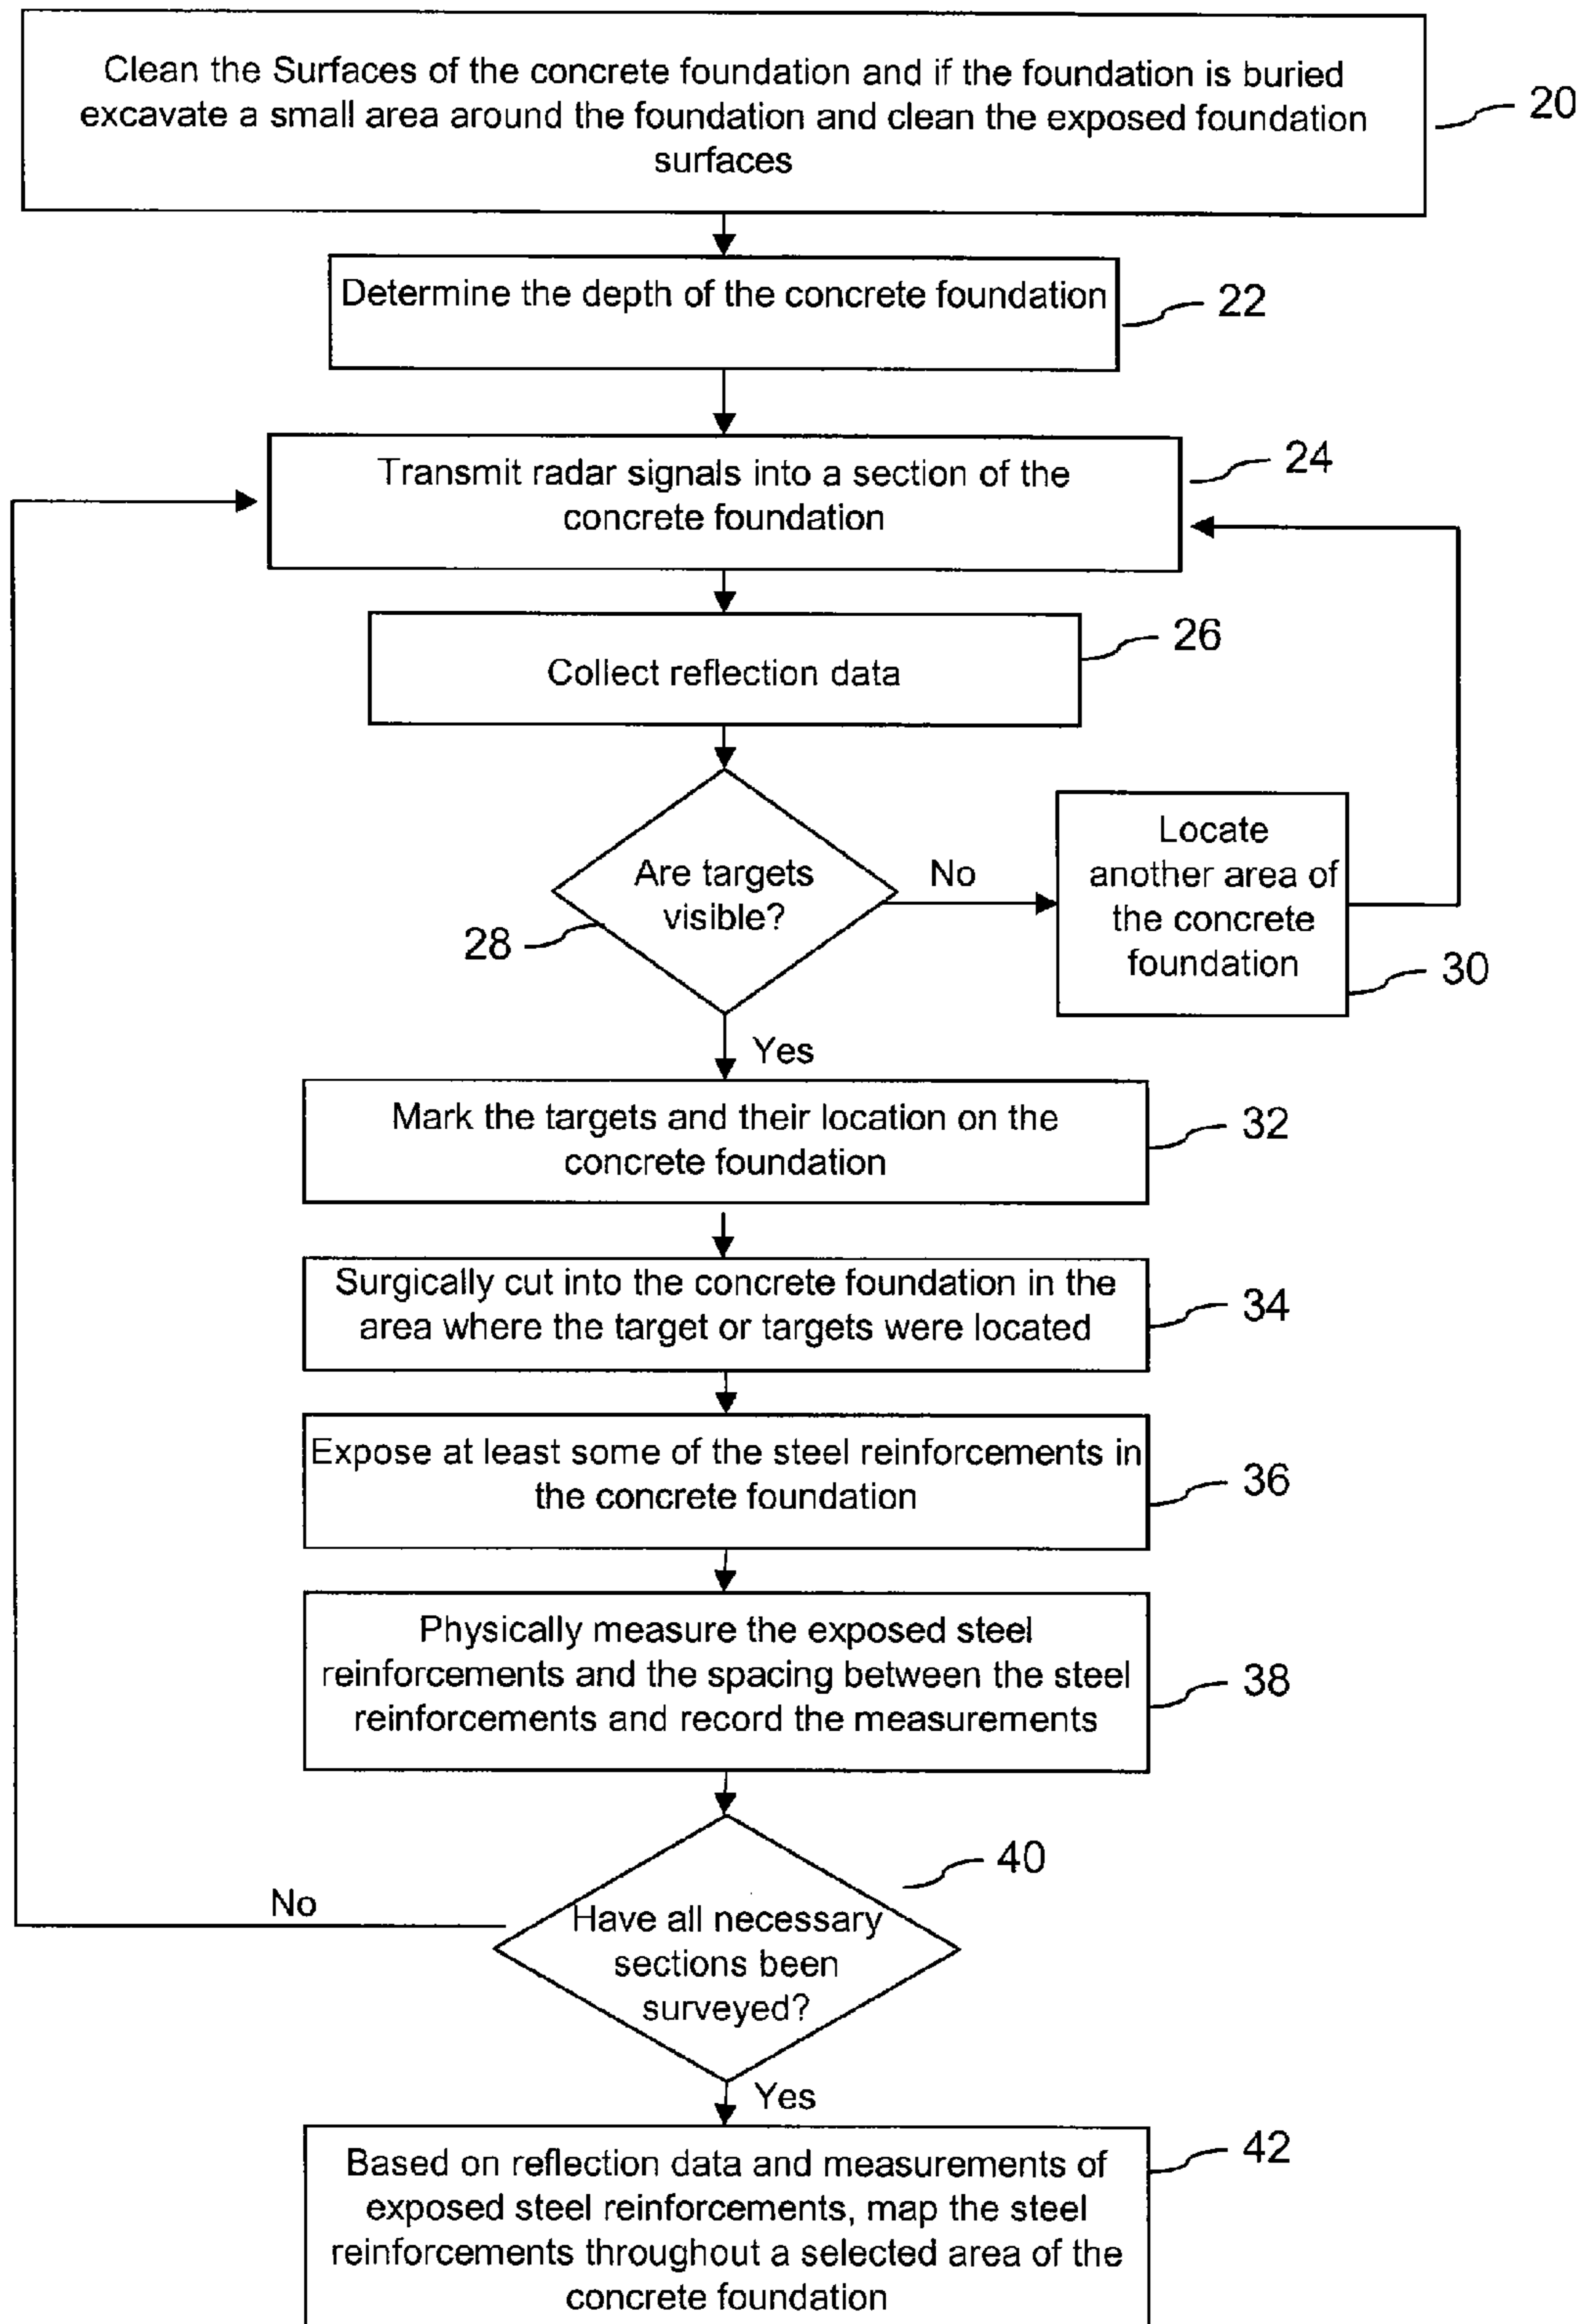 Clean the Surfaces of the concrete foundation and if the foundation is buried
excavate a small area around the foundation and clean the exposed foundation
surfaces
20
Determine the depth of the concrete foundation
22
Transmit radar signals into a section of the
concrete foundation
24
Collect reflection data
26
Are targets
visible?
28
No
Locate
another area of
the concrete
foundation
30
Yes
Mark the targets and their location on the
concrete foundation
32
Surgically cut into the concrete foundation in the
area where the target or targets were located
34
Expose at least some of the steel reinforcements in
the concrete foundation
36
Physically measure the exposed steel
reinforcements and the spacing between the steel
reinforcements and record the measurements
38
Have all necessary
sections been
surveyed?
40
No
Yes
Based on reflection data and measurements of
exposed steel reinforcements, map the steel
reinforcements throughout a selected area of the
concrete foundation
42